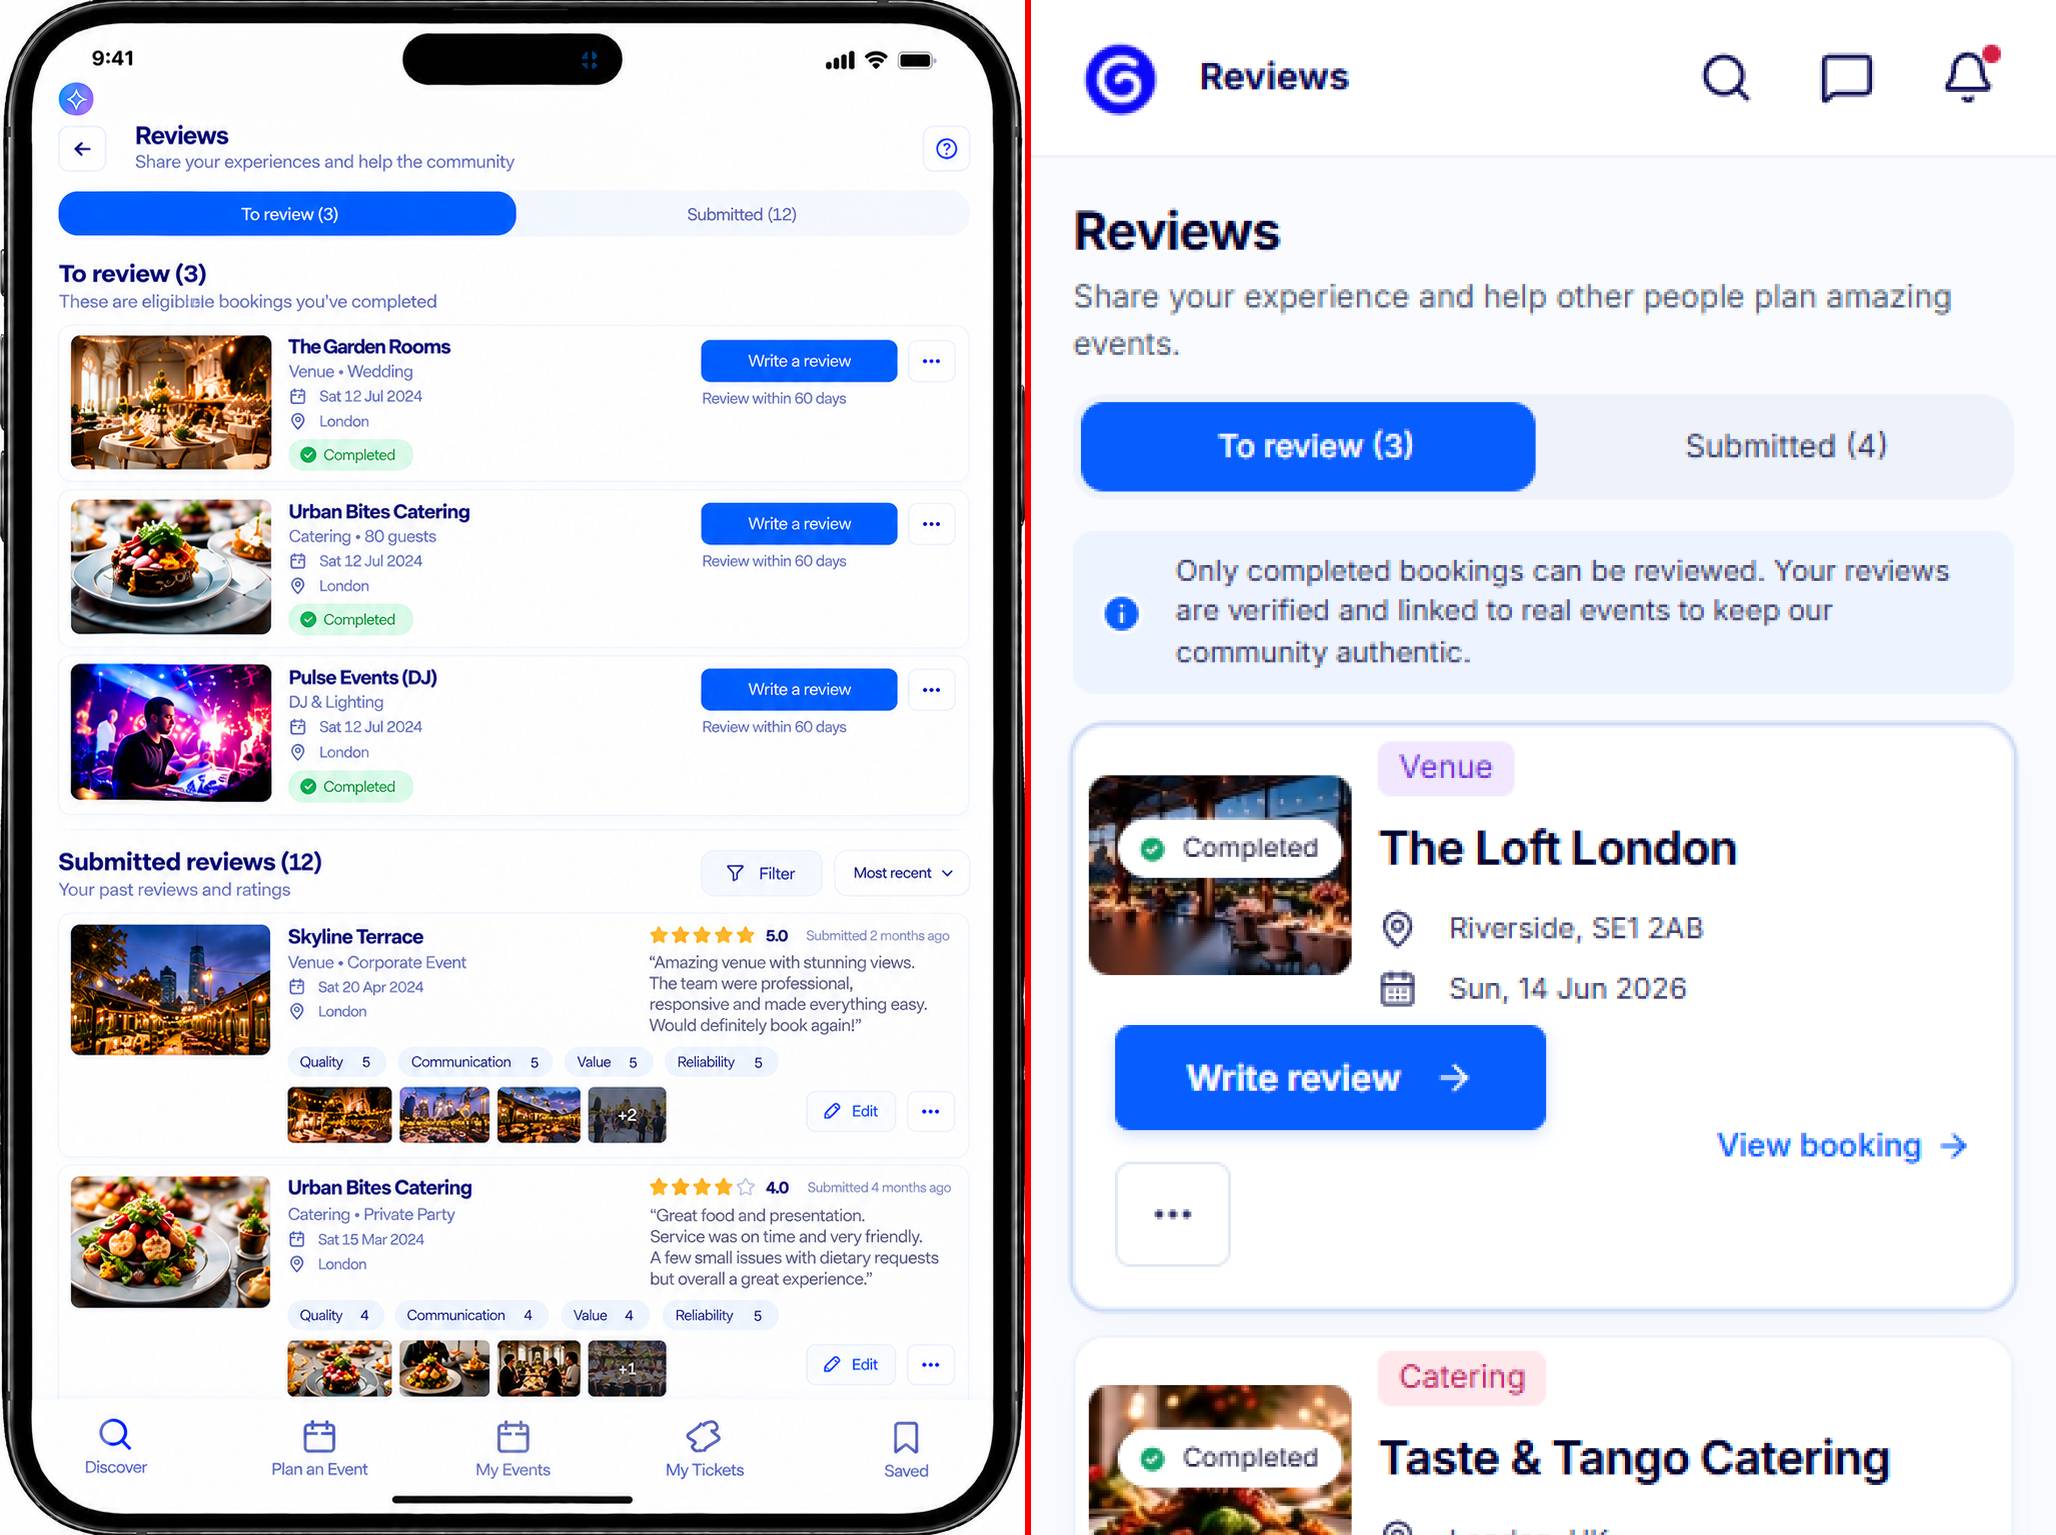 9:41
Reviews
Share your experiences and help the community
To review (3)
Submitted (12)
To review (3)
These are eligiblale bookings you've completed
The Garden Rooms
Venue • Wedding
Sat 12 Jul 2024
London
Completed
Write a review
Review within 60 days
Urban Bites Catering
Catering • 80 guests
Sat 12 Jul 2024
London
Completed
Write a review
Review within 60 days
Pulse Events (DJ)
DJ & Lighting
Sat 12 Jul 2024
London
Completed
Write a review
Review within 60 days
Submitted reviews (12)
Your past reviews and ratings
Filter
Most recent
Skyline Terrace
Venue • Corporate Event
Sat 20 Apr 2024
London
5.0 Submitted 2 months ago
“Amazing venue with stunning views.
The team were professional,
responsive and made everything easy.
Would definitely book again!”
Quality 5
Communication 5
Value 5
Reliability 5
+2
Edit
Urban Bites Catering
Catering • Private Party
Sat 15 Mar 2024
London
4.0 Submitted 4 months ago
“Great food and presentation.
Service was on time and very friendly.
A few small issues with dietary requests
but overall a great experience.”
Quality 4
Communication 4
Value 4
Reliability 5
+1
Edit
Discover
Plan an Event
My Events
My Tickets
Saved
Reviews
Reviews
Share your experience and help other people plan amazing
events.
To review (3)
Submitted (4)
Only completed bookings can be reviewed. Your reviews
are verified and linked to real events to keep our
community authentic.
Completed
Venue
The Loft London
Riverside, SE1 2AB
Sun, 14 Jun 2026
Write review
View booking
Completed
Catering
Taste & Tango Catering